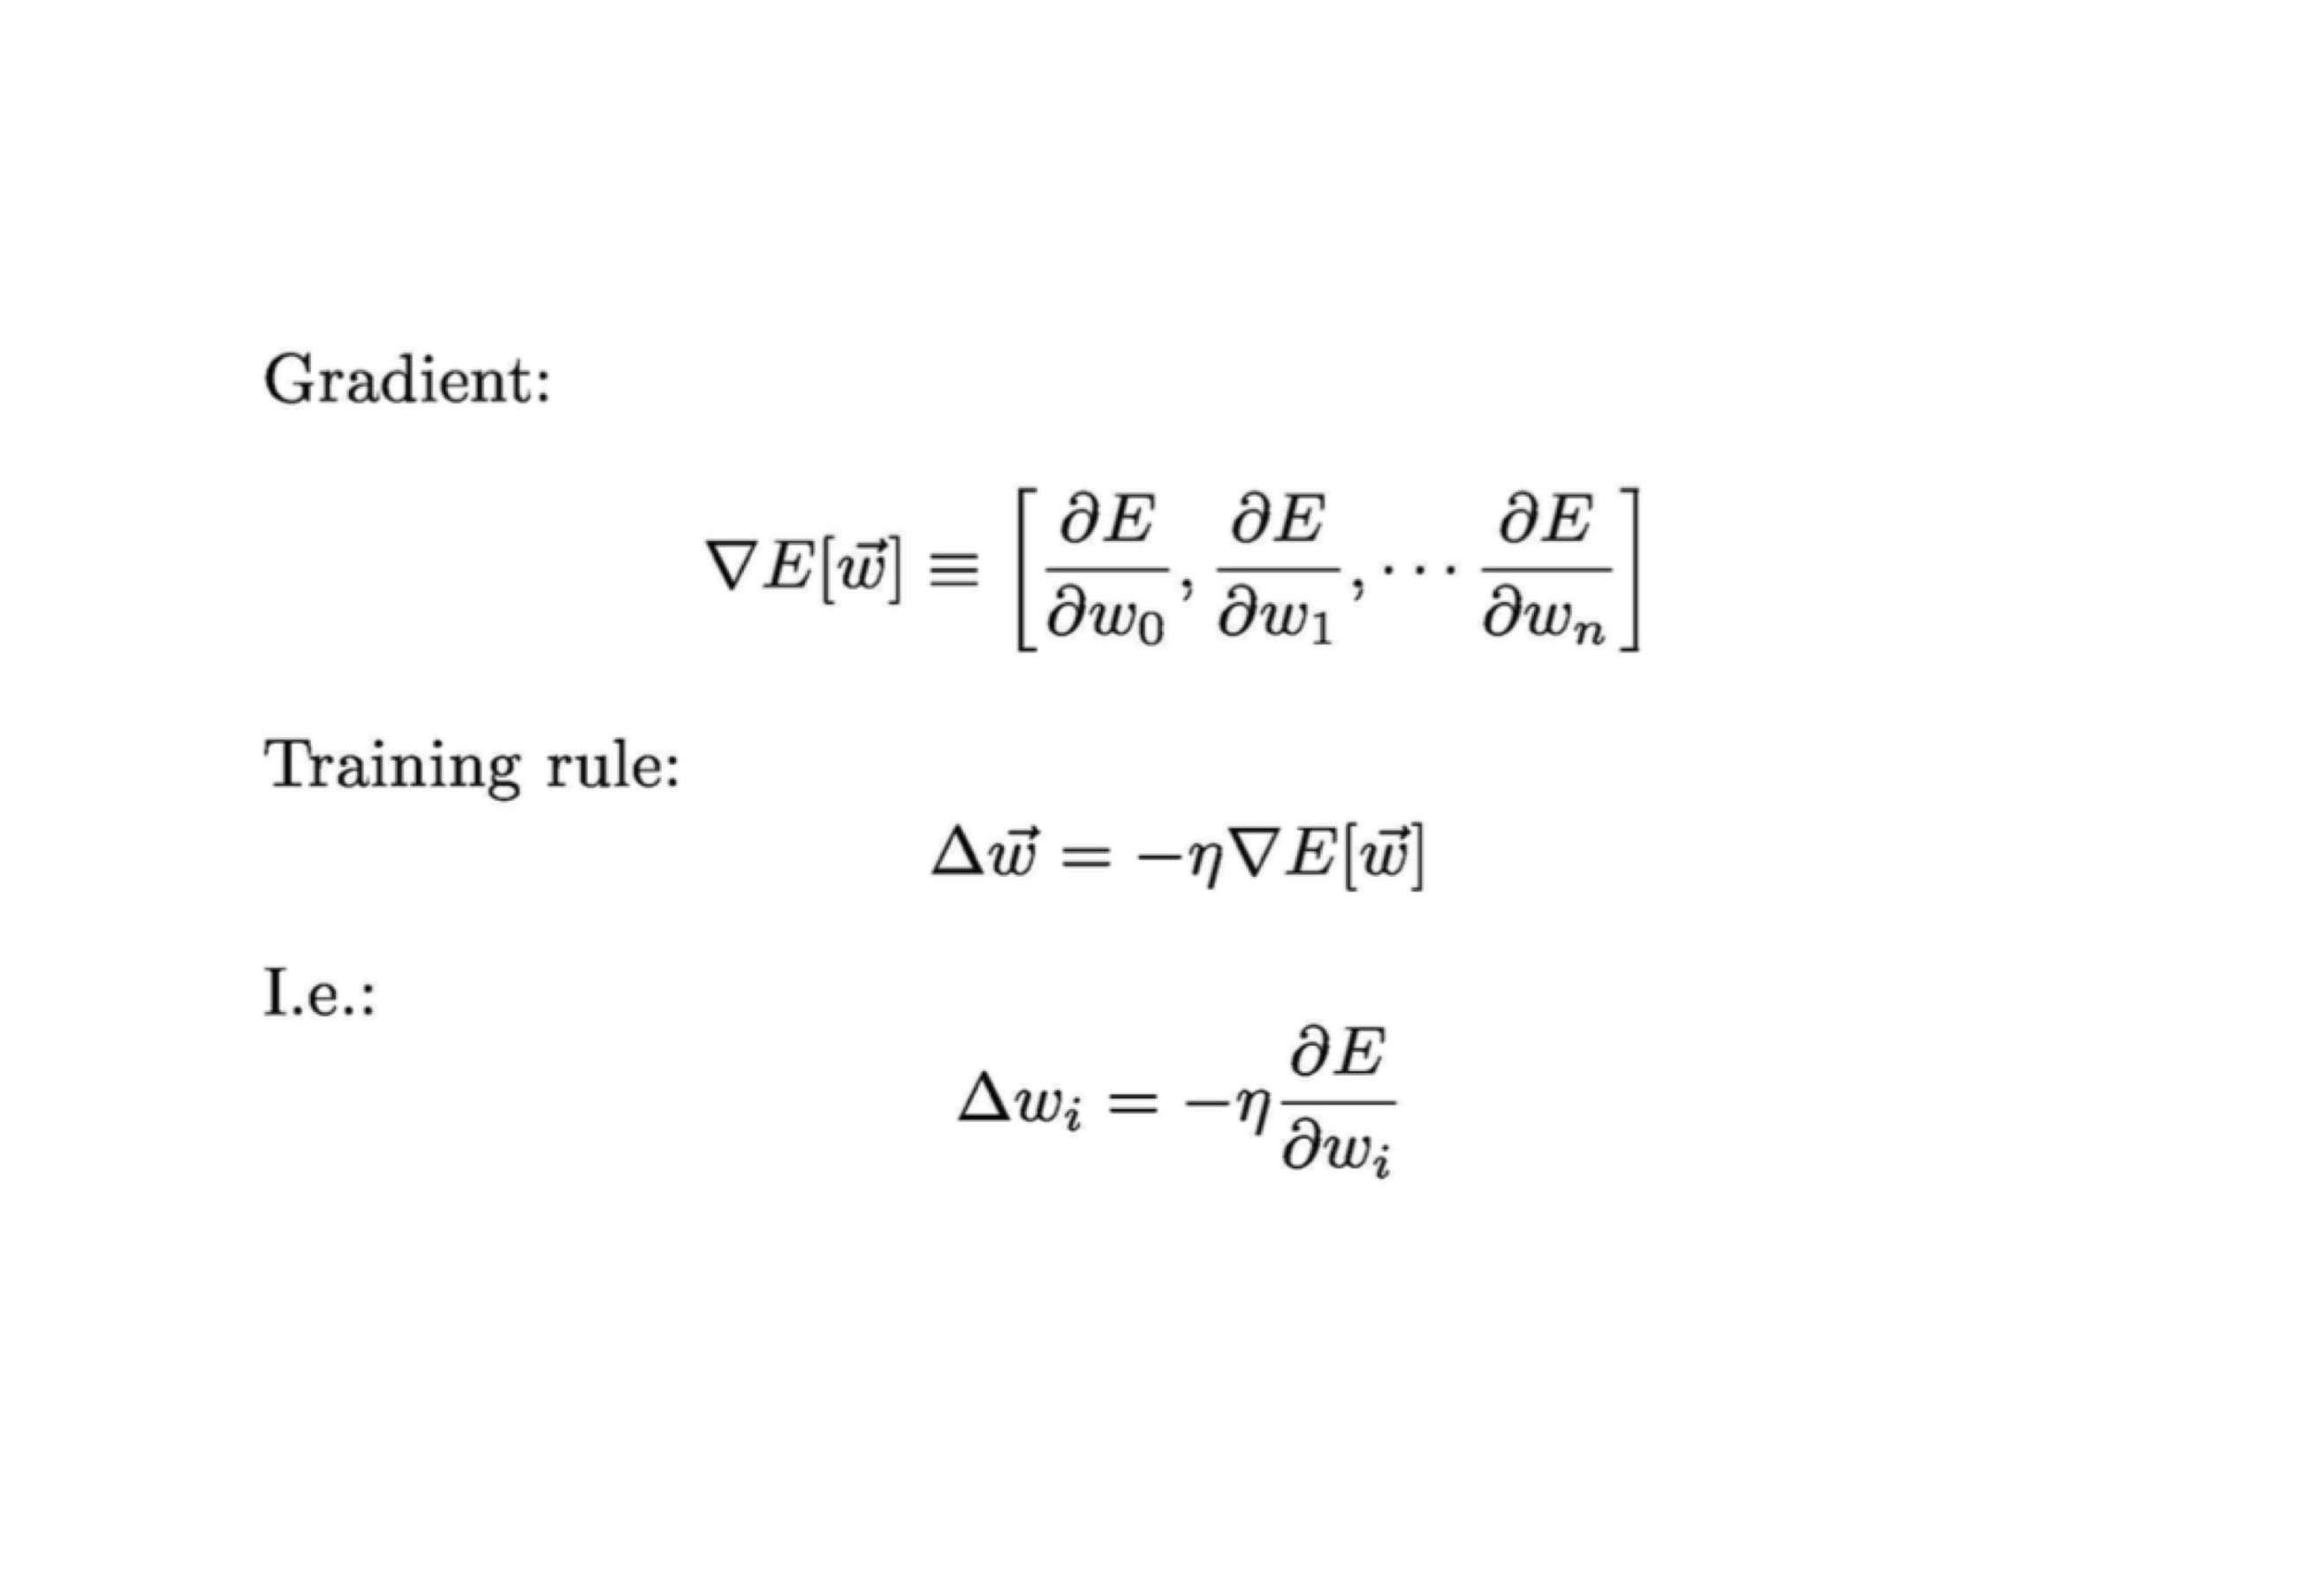 Gradient:
∇E[w⃗] ≡ [∂E/∂w₀, ∂E/∂w₁, ⋯ ∂E/∂wₙ]
Training rule:
Δw⃗ = −η∇E[w⃗]
I.e.:
Δwᵢ = −η ∂E/∂wᵢ